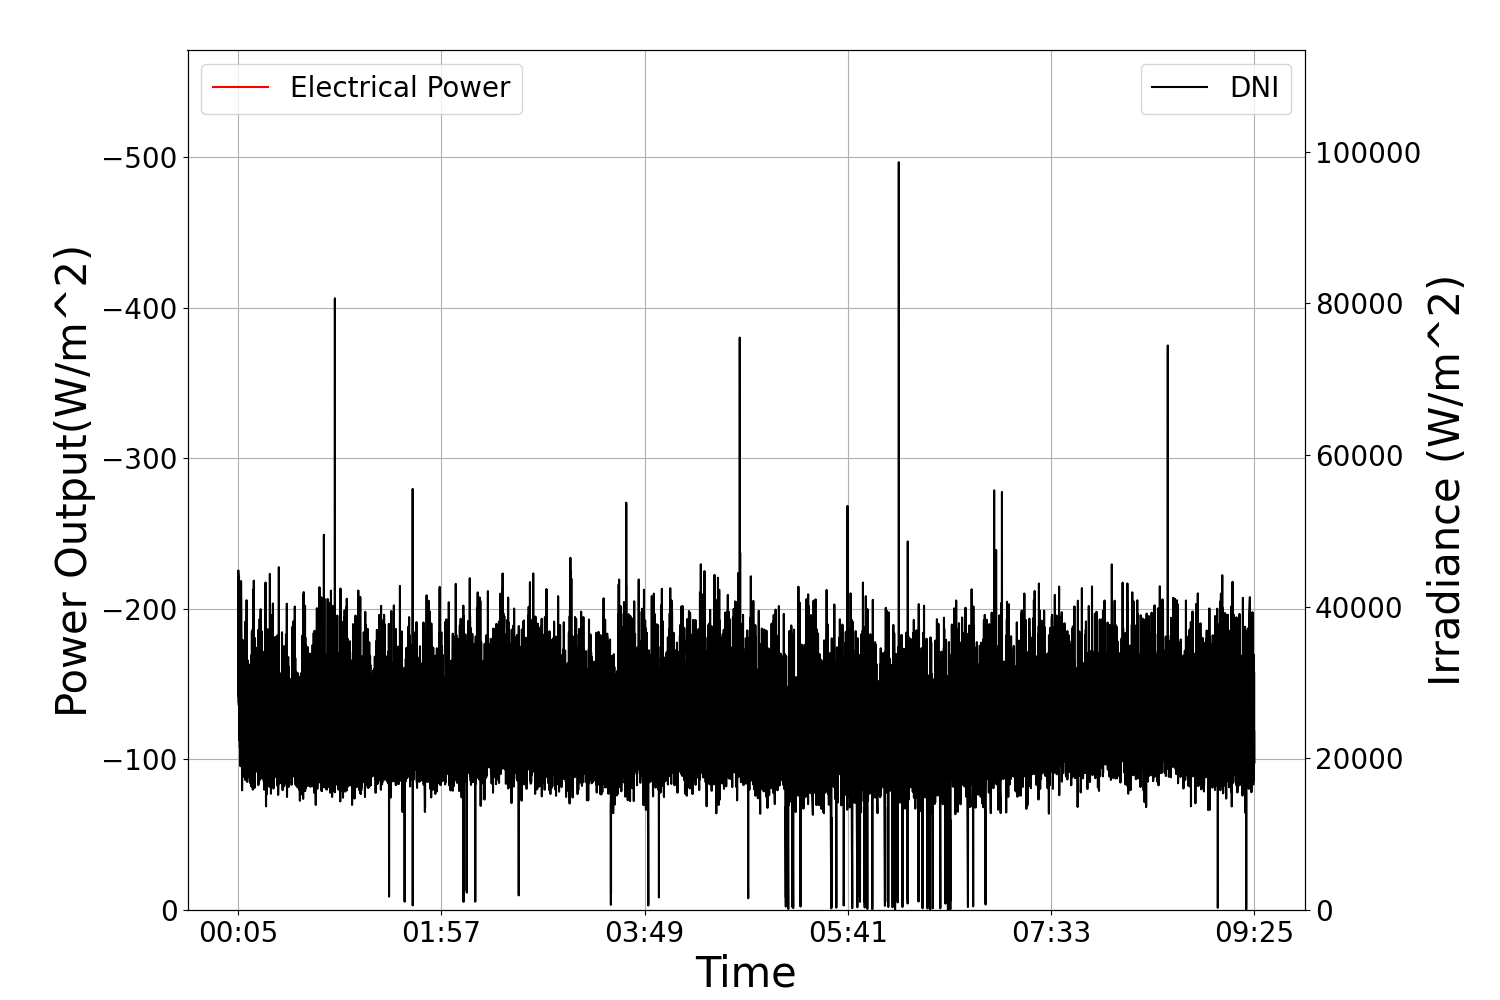 Electrical Power
DNI
−500
−400
−300
−200
−100
0
Power Output(W/m^2)
100000
80000
60000
40000
20000
0
Irradiance (W/m^2)
00:05 01:57 03:49 05:41 07:33 09:25
Time